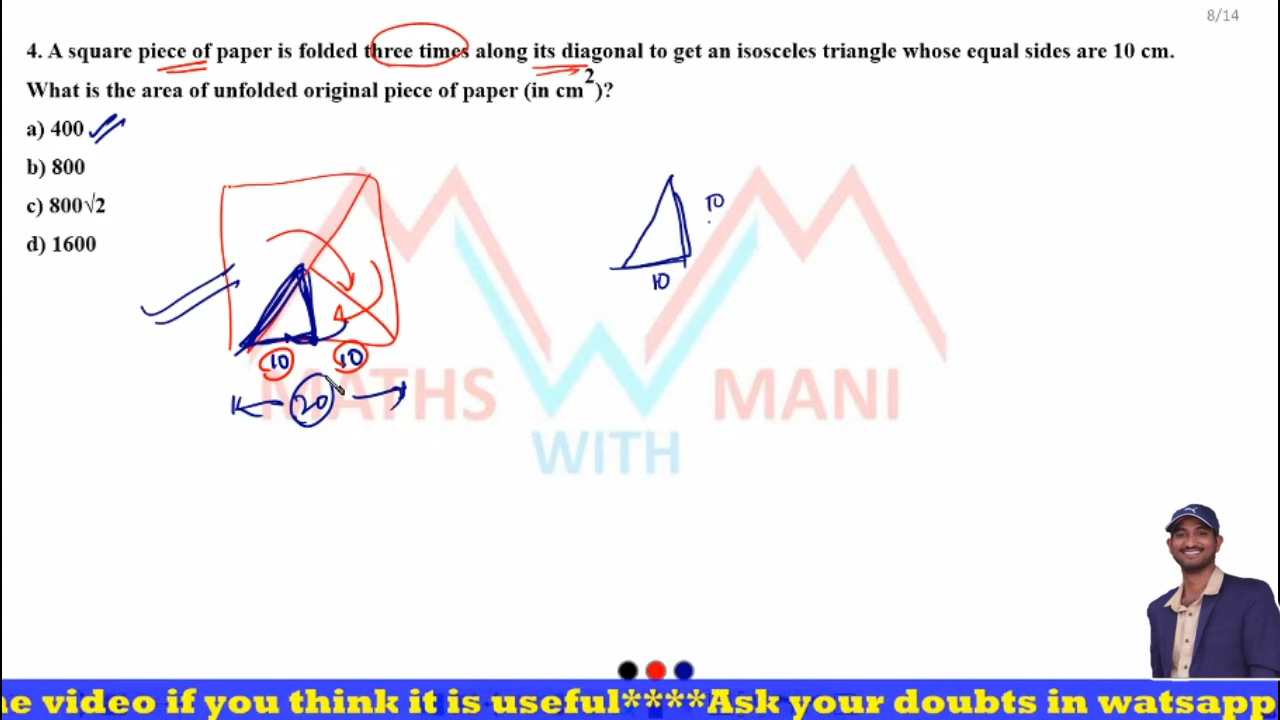 8/14
4. A square piece of paper is folded three times along its diagonal to get an isosceles triangle whose equal sides are 10 cm.
What is the area of unfolded original piece of paper (in cm²)?
a) 400
b) 800
c) 800√2
d) 1600
10
10
10 10
20
MATHS
WITH
MANI
ne video if you think it is useful****Ask your doubts in watsapp